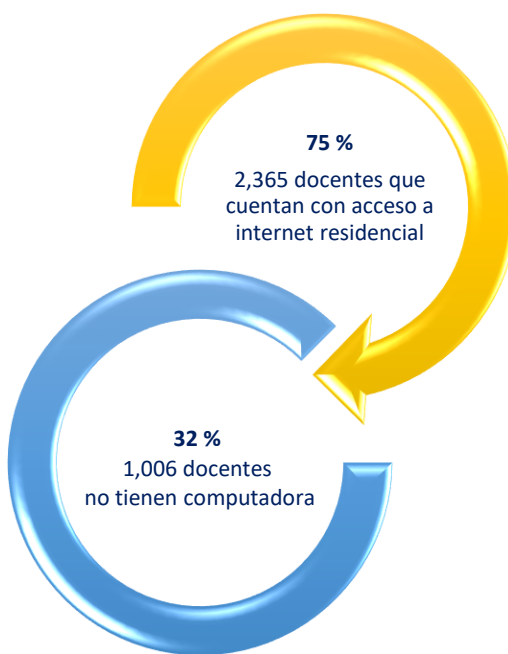 75 %
2,365 docentes que
cuentan con acceso a
internet residencial
32 %
1,006 docentes
no tienen computadora